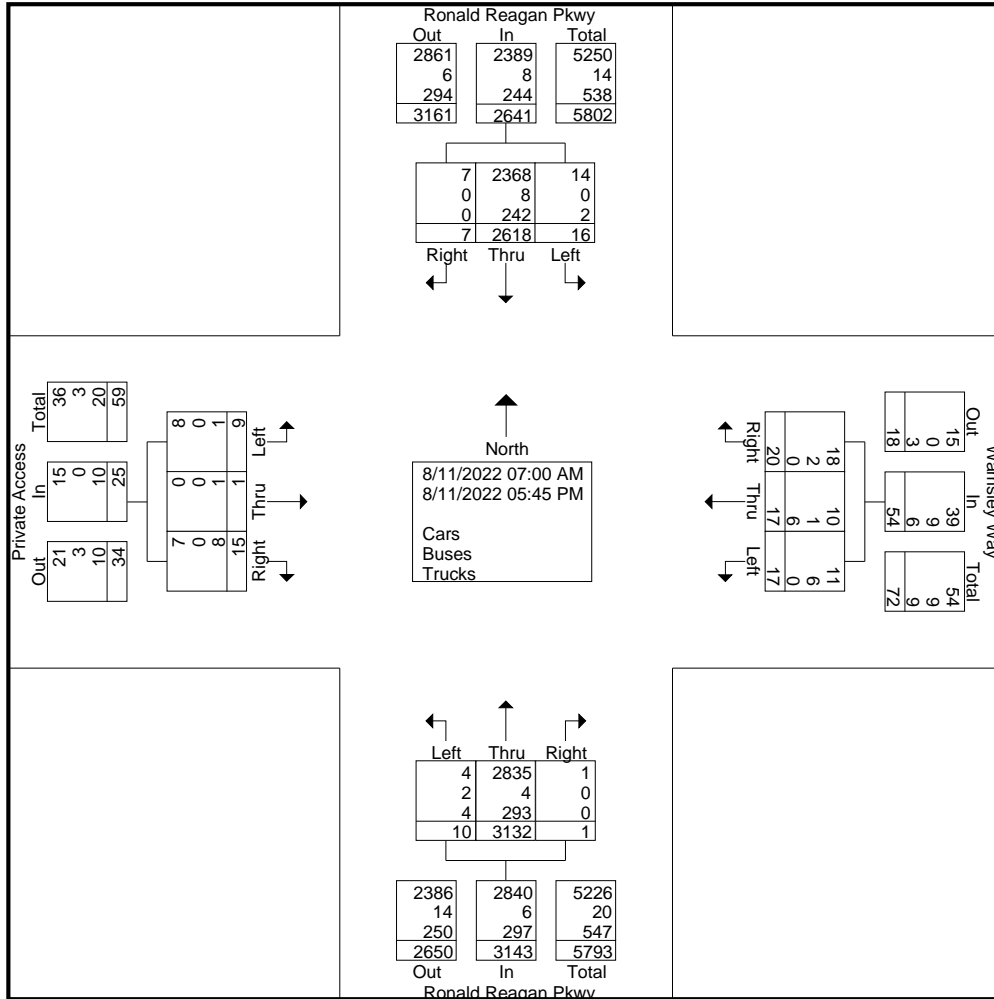 Ronald Reagan Pkwy
Out In Total
2861 2389 5250
6 8 14
294 244 538
3161 2641 5802
7 2368 14
0 8 0
0 242 2
7 2618 16
Right Thru Left
Private Access
Out In Total
21 15 36
3 0 3
10 10 20
34 25 59
7 0 8
0 0 0
8 1 1
15 1 9
Right Thru Left
North
8/11/2022 07:00 AM
8/11/2022 05:45 PM
Cars
Buses
Trucks
Wamsley Way
Out In Total
15 39 54
0 9 9
3 6 9
18 54 72
18 10 11
2 1 6
0 6 0
20 17 17
Right Thru Left
Left Thru Right
4 2835 1
2 4 0
4 293 0
10 3132 1
2386 2840 5226
14 6 20
250 297 547
2650 3143 5793
Out In Total
Ronald Reagan Pkwy